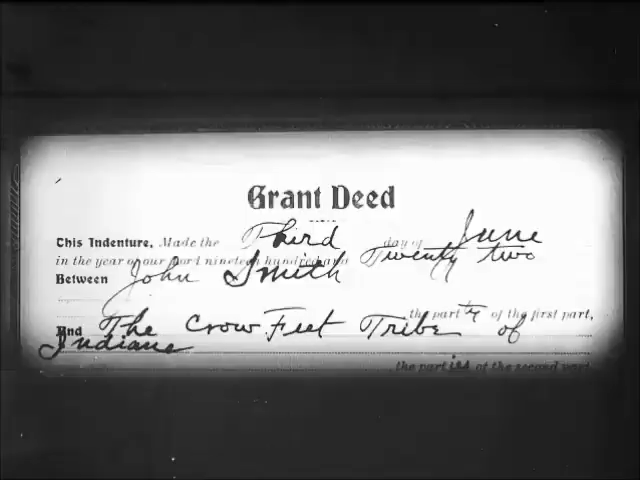 Grant Deed
This Indenture, Made the Third day of June
in the year of our Lord nineteen hundred and Twenty two
Between John Smith
the party of the first part,
And The Crow Feet Tribe of
Indians
the parties of the second part